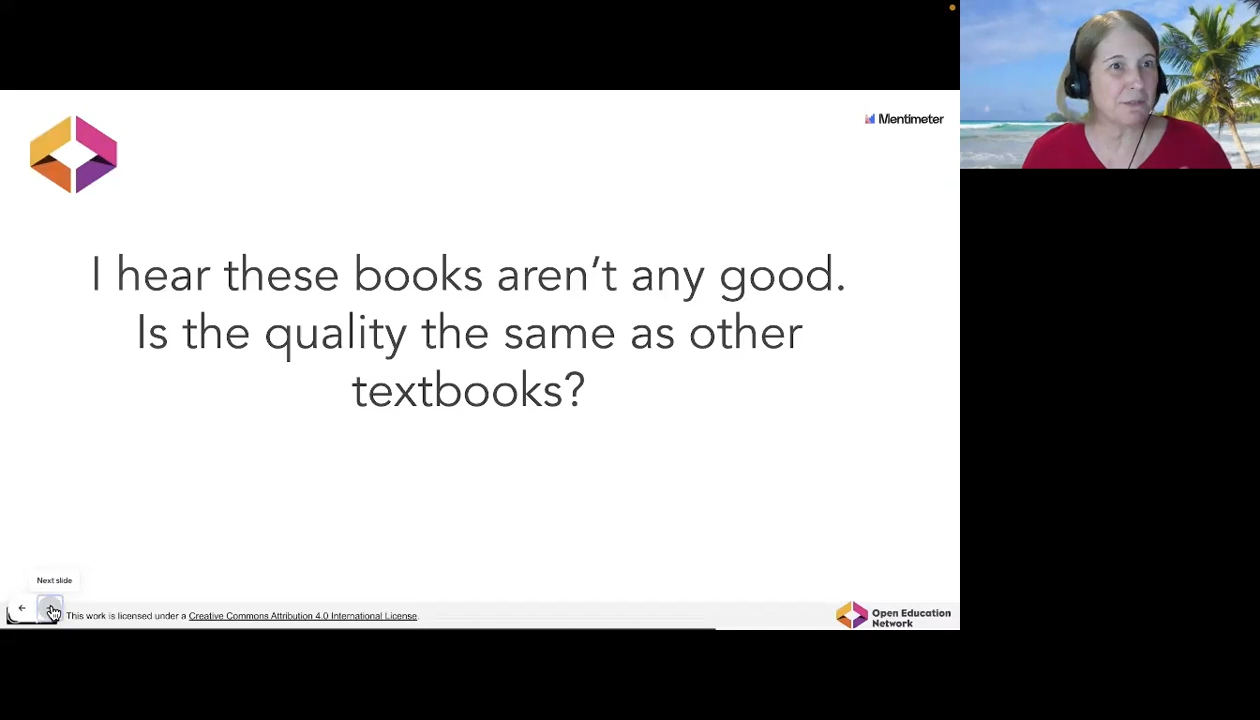 Mentimeter
I hear these books aren't any good.
Is the quality the same as other
textbooks?
Next slide
This work is licensed under a Creative Commons Attribution 4.0 International License.
Open Education
Network